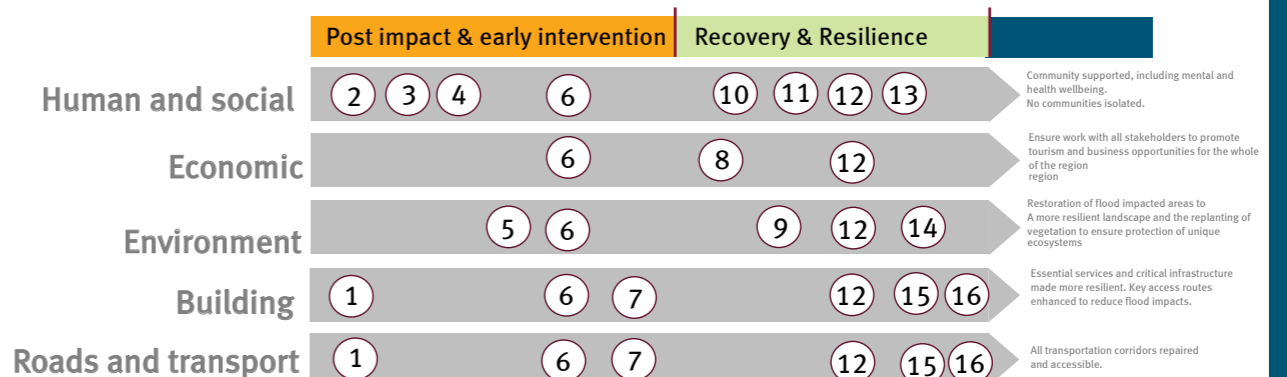 Post impact & early intervention Recovery & Resilience
Human and social 2 3 4 6 10 11 12 13
Community supported, including mental and
health wellbeing.
No communities isolated.
Economic 6 8 12
Ensure work with all stakeholders to promote
tourism and business opportunities for the whole
of the region
region
Environment 5 6 9 12 14
Restoration of flood impacted areas to
A more resilient landscape and the replanting of
vegetation to ensure protection of unique
ecosystems
Building 1 6 7 12 15 16
Essential services and critical infrastructure
made more resilient. Key access routes
enhanced to reduce flood impacts.
Roads and transport 1 6 7 12 15 16
All transportation corridors repaired
and accessible.